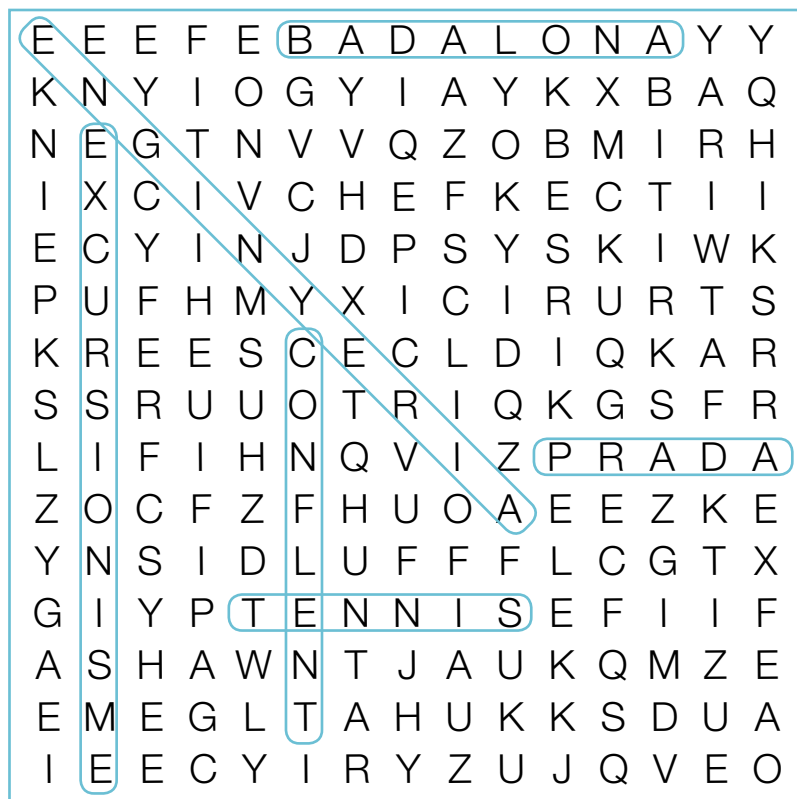 E E E F E B A D A L O N A Y Y
K N Y I O G Y I A Y K X B A Q
N E G T N V V Q Z O B M I R H
I X C I V C H E F K E C T I I
E C Y I N J D P S Y S K I W K
P U F H M Y X I C I R U R T S
K R E E S C E C L D I Q K A R
S S R U U O T R I Q K G S F R
L I F I H N Q V I Z P R A D A
Z O C F Z F H U O A E E Z K E
Y N S I D L U F F F L C G T X
G I Y P T E N N I S E F I I F
A S H A W N T J A U K Q M Z E
E M E G L T A H U K K S D U A
I E E C Y I R Y Z U J Q V E O